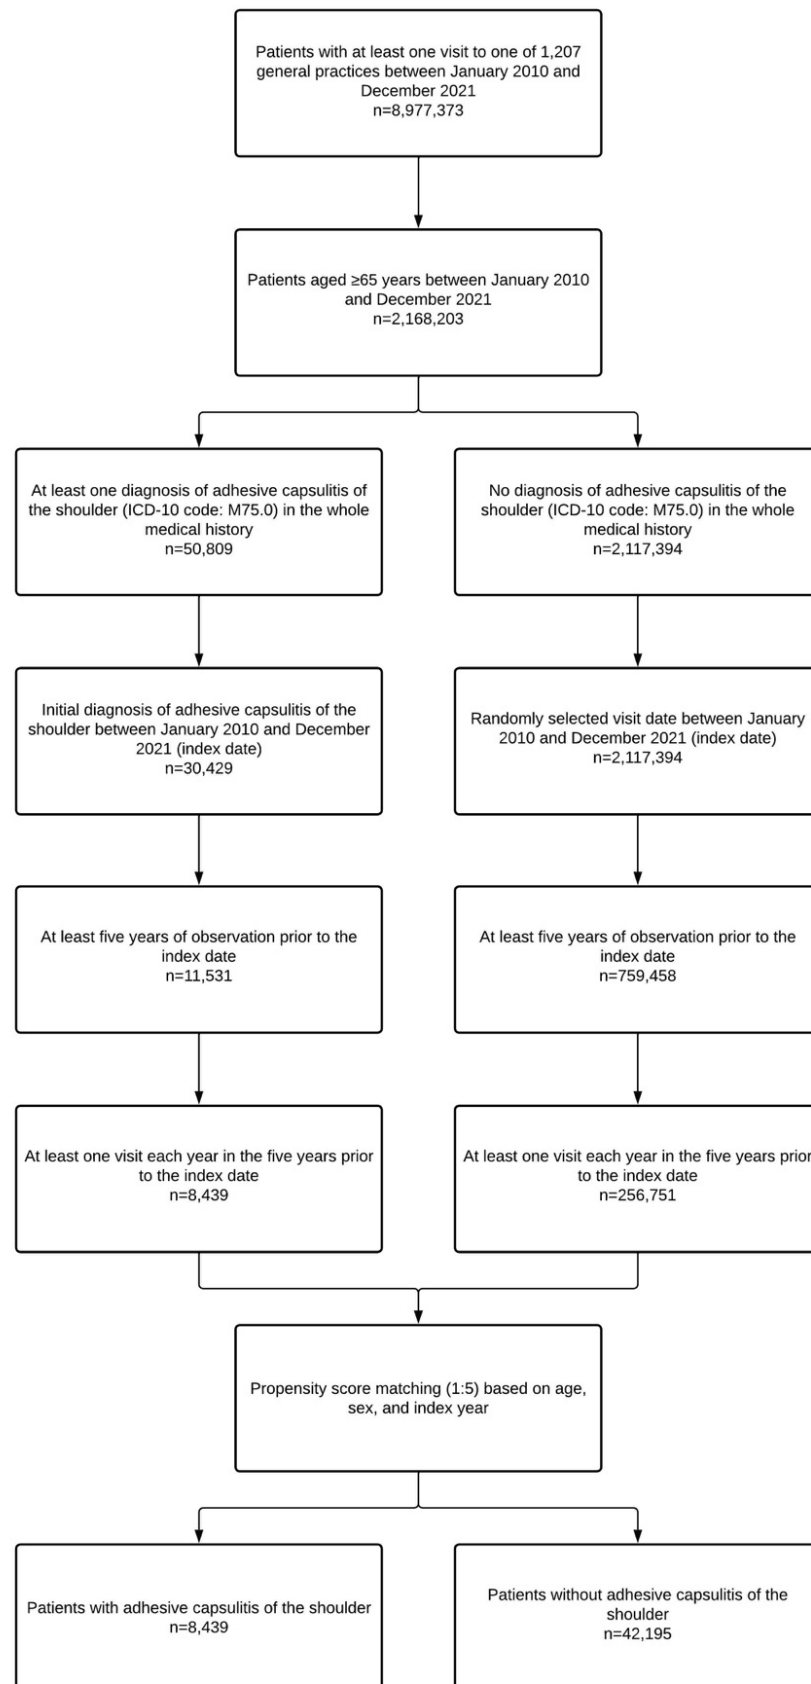 Patients with at least one visit to one of 1,207
general practices between January 2010 and
December 2021
n=8,977,373
Patients aged ≥65 years between January 2010
and December 2021
n=2,168,203
At least one diagnosis of adhesive capsulitis of
the shoulder (ICD-10 code: M75.0) in the whole
medical history
n=50,809
No diagnosis of adhesive capsulitis of the
shoulder (ICD-10 code: M75.0) in the whole
medical history
n=2,117,394
Initial diagnosis of adhesive capsulitis of the
shoulder between January 2010 and December
2021 (index date)
n=30,429
Randomly selected visit date between January
2010 and December 2021 (index date)
n=2,117,394
At least five years of observation prior to the
index date
n=11,531
At least five years of observation prior to the
index date
n=759,458
At least one visit each year in the five years prior
to the index date
n=8,439
At least one visit each year in the five years prior
to the index date
n=256,751
Propensity score matching (1:5) based on age,
sex, and index year
Patients with adhesive capsulitis of the shoulder
n=8,439
Patients without adhesive capsulitis of the
shoulder
n=42,195